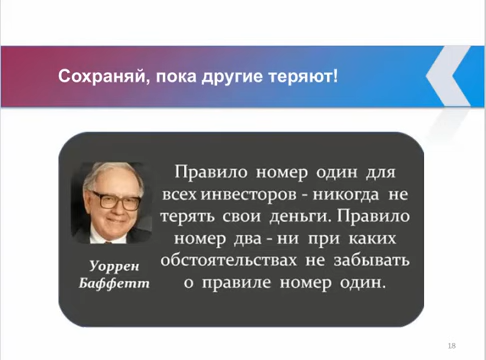 Сохраняй, пока другие теряют!
Правило номер один для
всех инвесторов - никогда не
терять свои деньги. Правило
номер два - ни при каких
обстоятельствах не забывать
о правиле номер один.
Уоррен
Баффетт
18